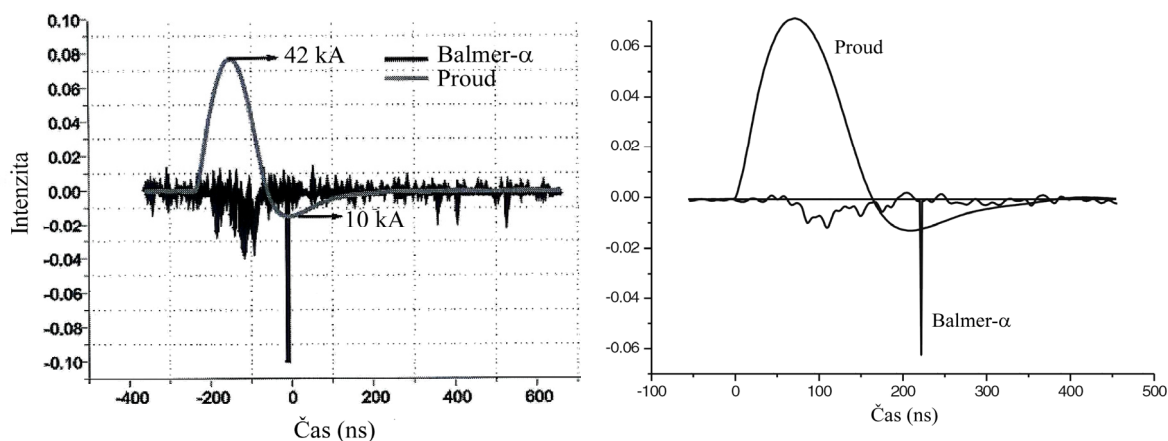 0.10
0.08
0.06
0.04
0.02
0.00
-0.02
-0.04
-0.06
-0.08
-0.10
Intenzita
42 kA
10 kA
Balmer-α
Proud
-400 -200 0 200 400 600
Čas (ns)
0.06
0.04
0.02
0.00
-0.02
-0.04
-0.06
Proud
Balmer-α
-100 0 100 200 300 400 500
Čas (ns)